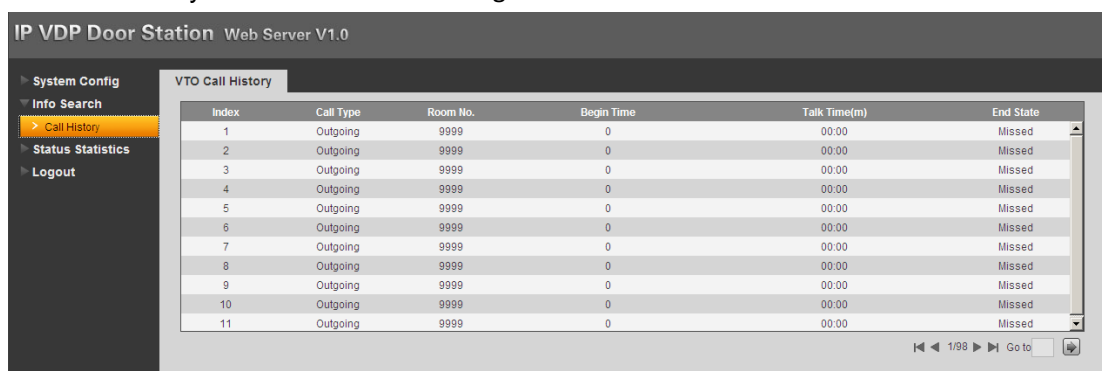 IP VDP Door Station Web Server V1.0
System Config
Info Search
Call History
Status Statistics
Logout
VTO Call History
Index Call Type Room No. Begin Time Talk Time(m) End State
1 Outgoing 9999 0 00:00 Missed
2 Outgoing 9999 0 00:00 Missed
3 Outgoing 9999 0 00:00 Missed
4 Outgoing 9999 0 00:00 Missed
5 Outgoing 9999 0 00:00 Missed
6 Outgoing 9999 0 00:00 Missed
7 Outgoing 9999 0 00:00 Missed
8 Outgoing 9999 0 00:00 Missed
9 Outgoing 9999 0 00:00 Missed
10 Outgoing 9999 0 00:00 Missed
11 Outgoing 9999 0 00:00 Missed
1/98 Go to